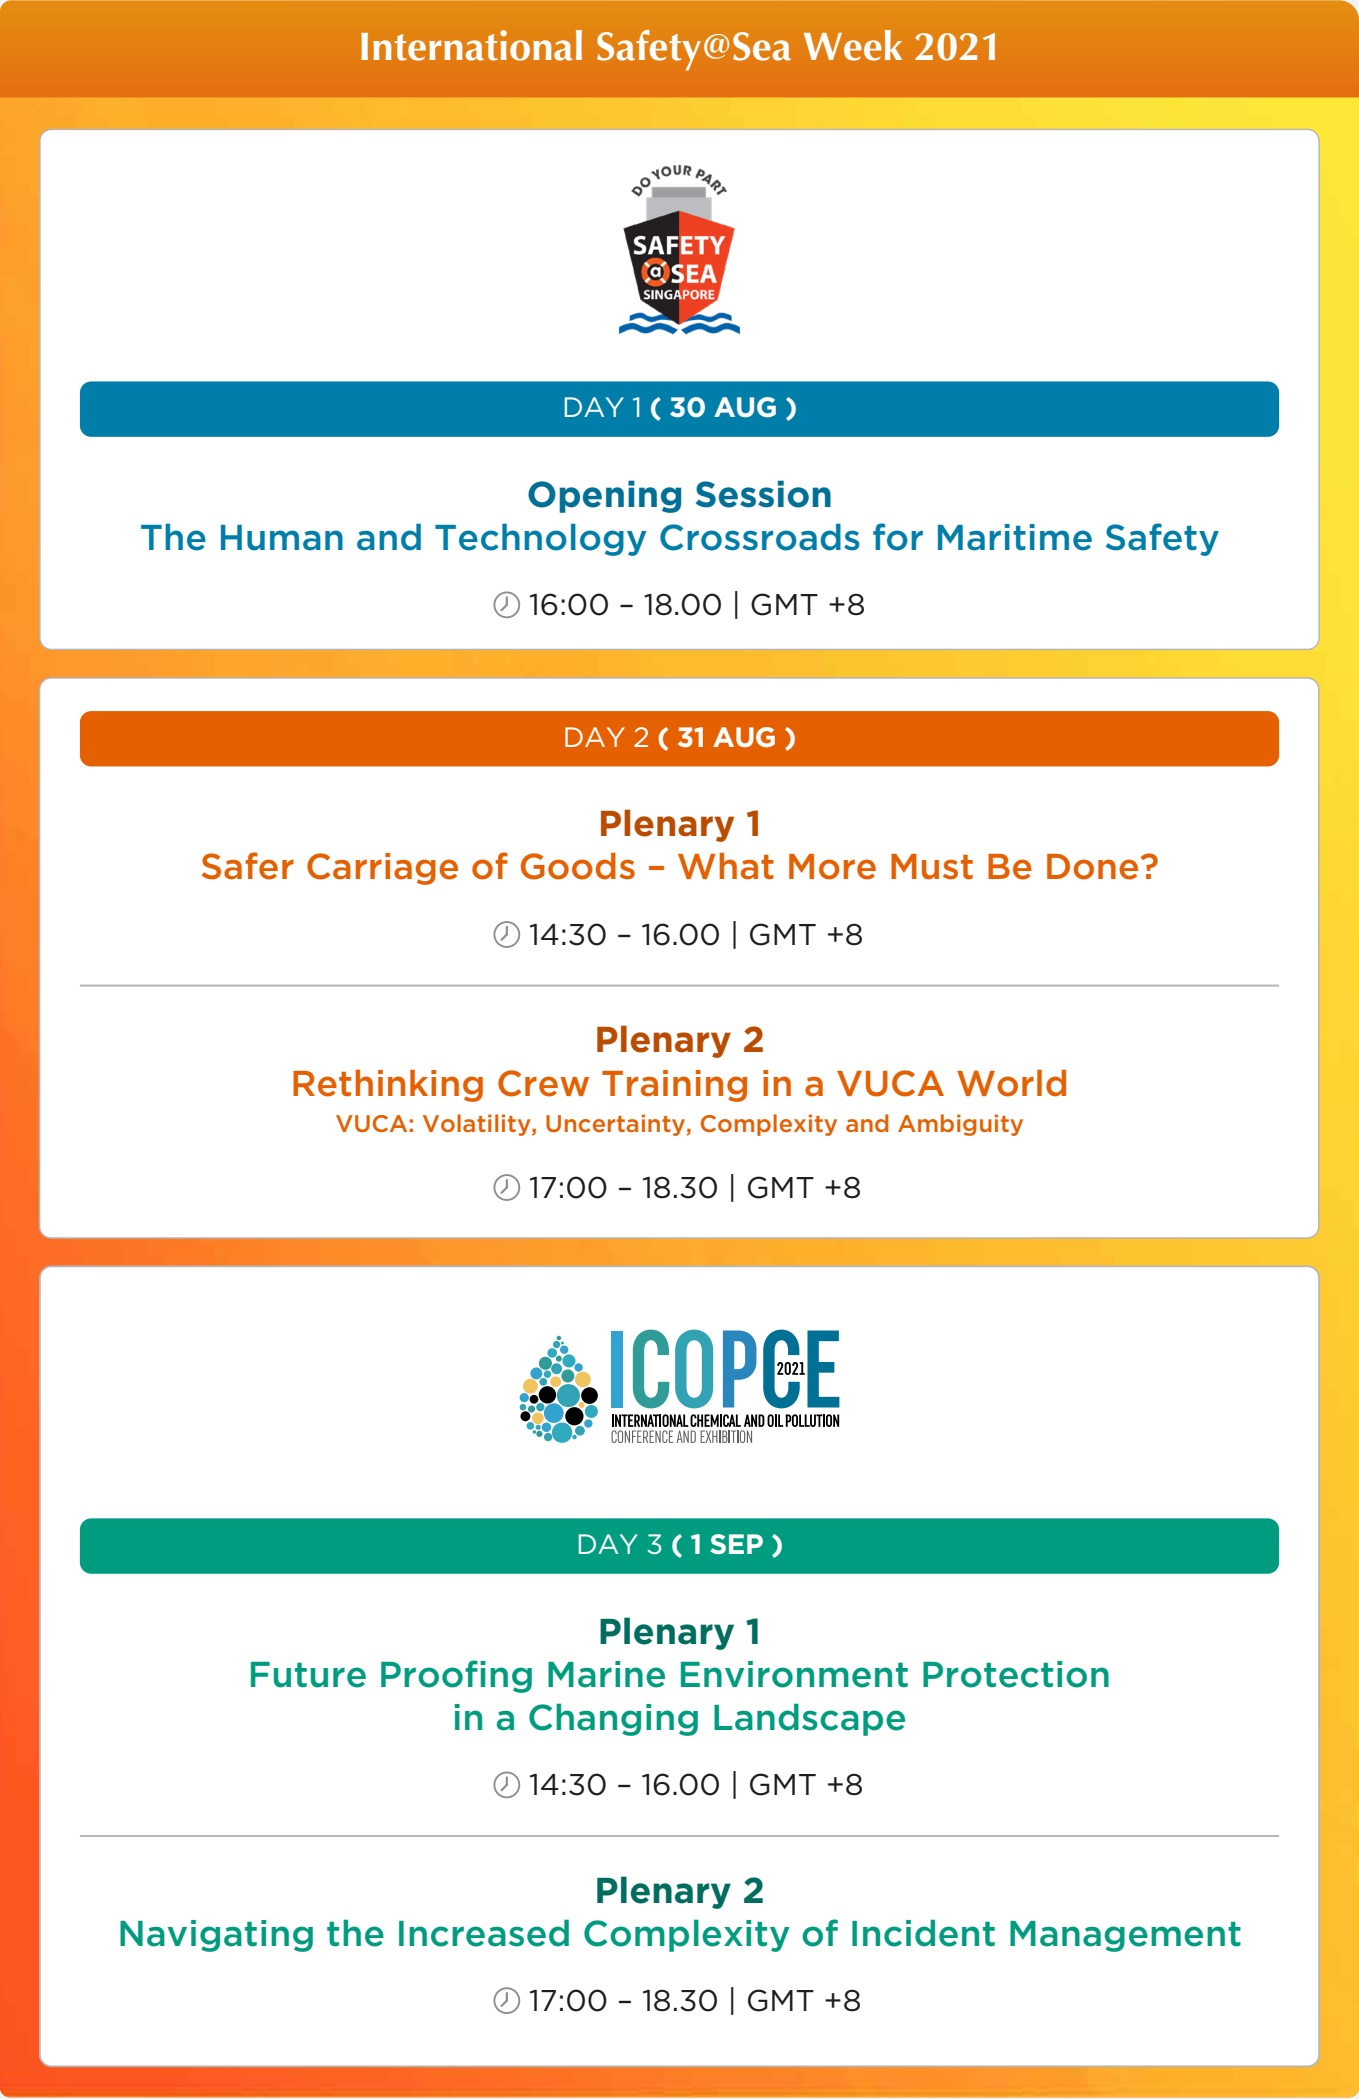 International Safety@Sea Week 2021
DO YOUR PART
SAFETY
@SEA
SINGAPORE
DAY 1 ( 30 AUG )
Opening Session
The Human and Technology Crossroads for Maritime Safety
16:00 – 18.00 | GMT +8
DAY 2 ( 31 AUG )
Plenary 1
Safer Carriage of Goods – What More Must Be Done?
14:30 – 16.00 | GMT +8
Plenary 2
Rethinking Crew Training in a VUCA World
VUCA: Volatility, Uncertainty, Complexity and Ambiguity
17:00 – 18.30 | GMT +8
ICOPCE
2021
INTERNATIONAL CHEMICAL AND OIL POLLUTION
CONFERENCE AND EXHIBITION
DAY 3 ( 1 SEP )
Plenary 1
Future Proofing Marine Environment Protection
in a Changing Landscape
14:30 – 16.00 | GMT +8
Plenary 2
Navigating the Increased Complexity of Incident Management
17:00 – 18.30 | GMT +8